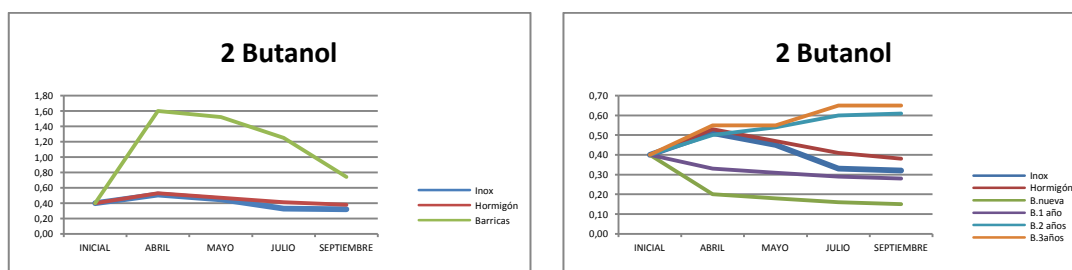 2 Butanol
1,80
1,60
1,40
1,20
1,00
0,80
0,60
0,40
0,20
0,00
INICIAL ABRIL MAYO JULIO SEPTIEMBRE
Inox
Hormigón
Barricas
2 Butanol
0,70
0,60
0,50
0,40
0,30
0,20
0,10
0,00
INICIAL ABRIL MAYO JULIO SEPTIEMBRE
Inox
Hormigón
B.nueva
B.1 año
B.2 años
B.3años